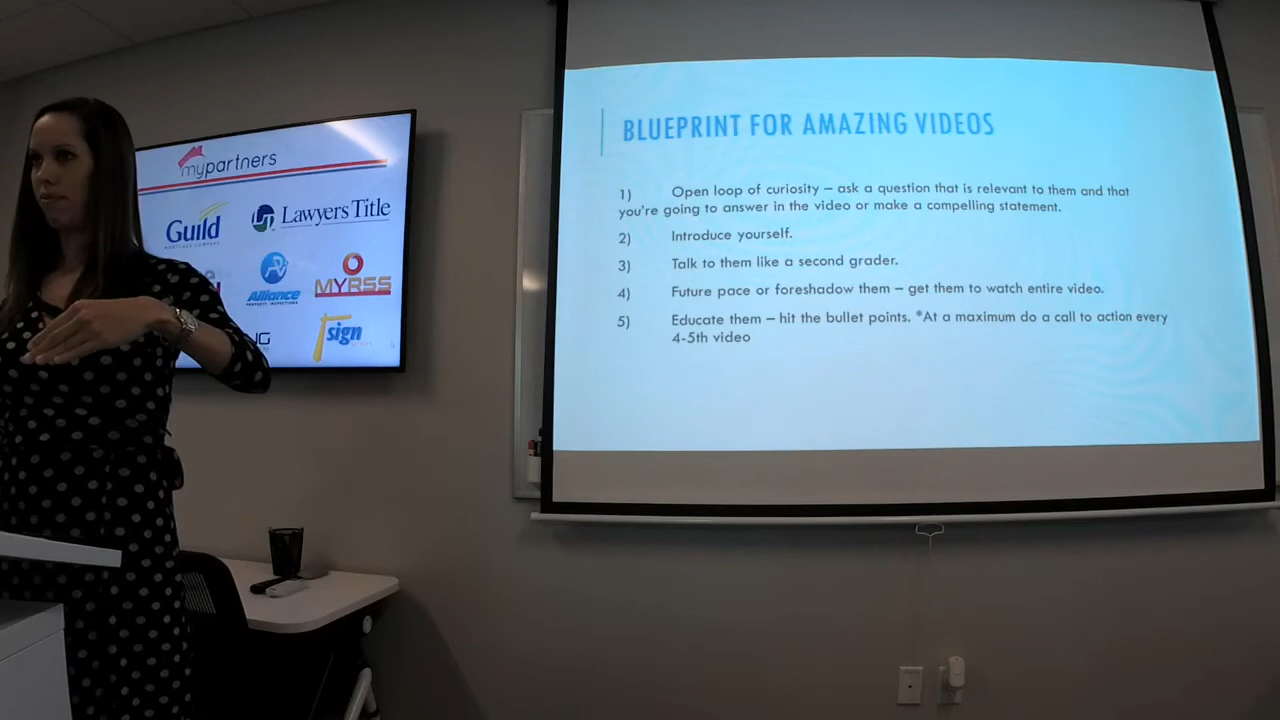 mypartners
Guild
MORTGAGE COMPANY
Lawyers Title
Alliance
PROPERTY INSPECTIONS
MYRSS
sign
BLUEPRINT FOR AMAZING VIDEOS
1) Open loop of curiosity – ask a question that is relevant to them and that
you're going to answer in the video or make a compelling statement.
2) Introduce yourself.
3) Talk to them like a second grader.
4) Future pace or foreshadow them – get them to watch entire video.
5) Educate them – hit the bullet points. *At a maximum do a call to action every
4-5th video